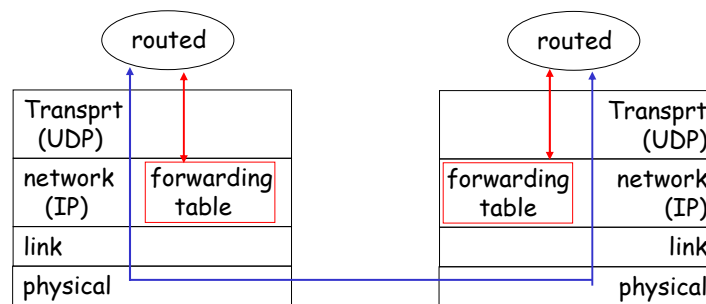 routed
routed
Transprt
(UDP)
Transprt
(UDP)
network
(IP)
forwarding
table
forwarding
table
network
(IP)
link
link
physical
physical